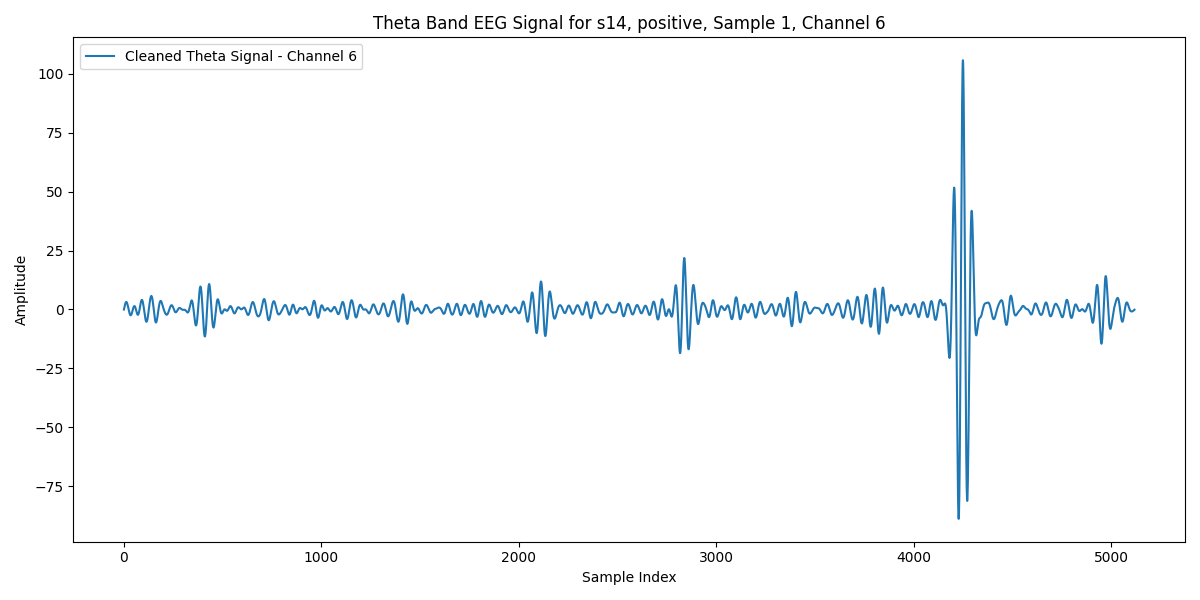 Theta Band EEG Signal for s14, positive, Sample 1, Channel 6
Cleaned Theta Signal - Channel 6
Amplitude
100
75
50
25
0
−25
−50
−75
0 1000 2000 3000 4000 5000
Sample Index